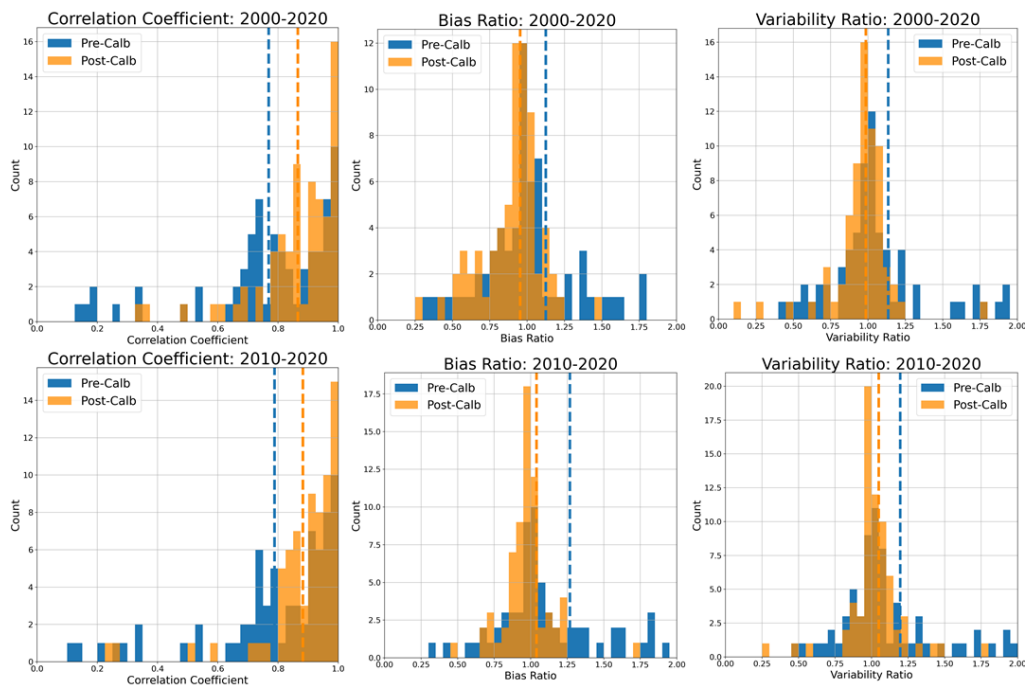 Correlation Coefficient: 2000-2020
Pre-Calb
Post-Calb
Count
16
14
12
10
8
6
4
2
0
0.0 0.2 0.4 0.6 0.8 1.0
Correlation Coefficient
Bias Ratio: 2000-2020
Pre-Calb
Post-Calb
Count
12
10
8
6
4
2
0
0.00 0.25 0.50 0.75 1.00 1.25 1.50 1.75 2.00
Bias Ratio
Variability Ratio: 2000-2020
Pre-Calb
Post-Calb
Count
16
14
12
10
8
6
4
2
0
0.00 0.25 0.50 0.75 1.00 1.25 1.50 1.75 2.00
Variability Ratio
Correlation Coefficient: 2010-2020
Pre-Calb
Post-Calb
Count
14
12
10
8
6
4
2
0
0.0 0.2 0.4 0.6 0.8 1.0
Correlation Coefficient
Bias Ratio: 2010-2020
Pre-Calb
Post-Calb
Count
17.5
15.0
12.5
10.0
7.5
5.0
2.5
0.0
0.00 0.25 0.50 0.75 1.00 1.25 1.50 1.75 2.00
Bias Ratio
Variability Ratio: 2010-2020
Pre-Calb
Post-Calb
Count
20.0
17.5
15.0
12.5
10.0
7.5
5.0
2.5
0.0
0.00 0.25 0.50 0.75 1.00 1.25 1.50 1.75 2.00
Variability Ratio